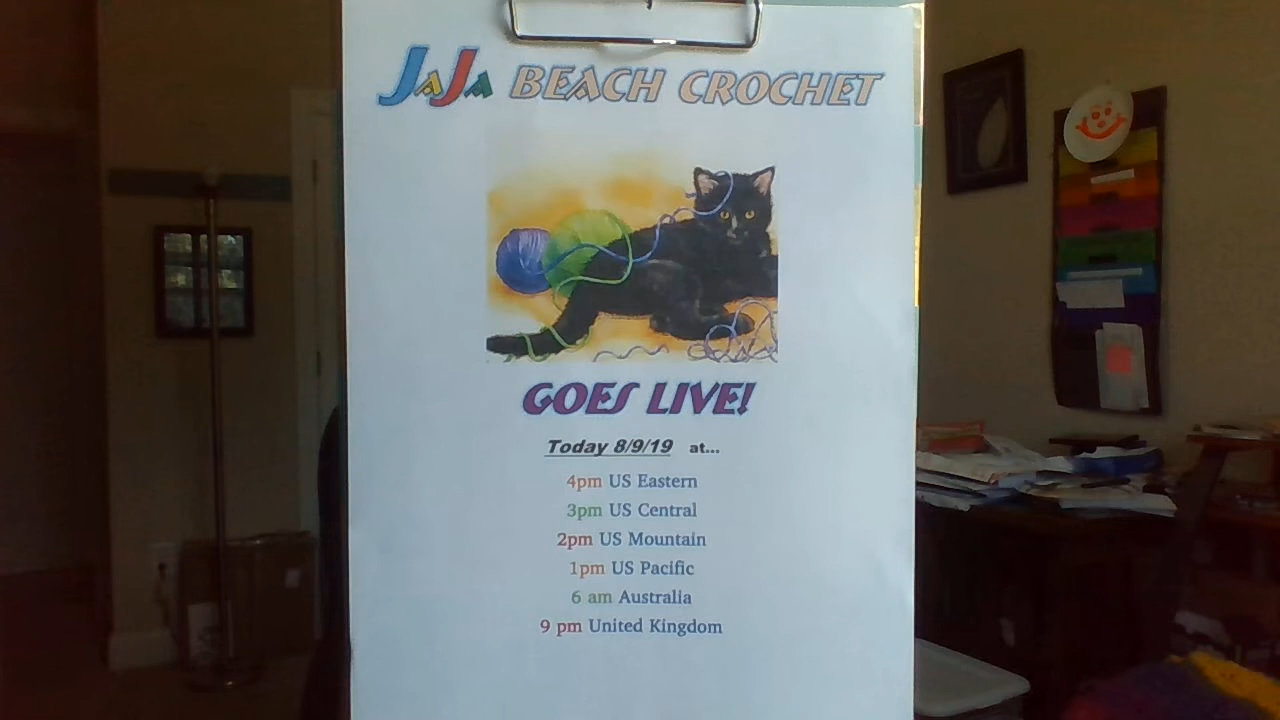 JaJa BEACH CROCHET
GOES LIVE!
Today 8/9/19 at...
4pm US Eastern
3pm US Central
2pm US Mountain
1pm US Pacific
6 am Australia
9 pm United Kingdom